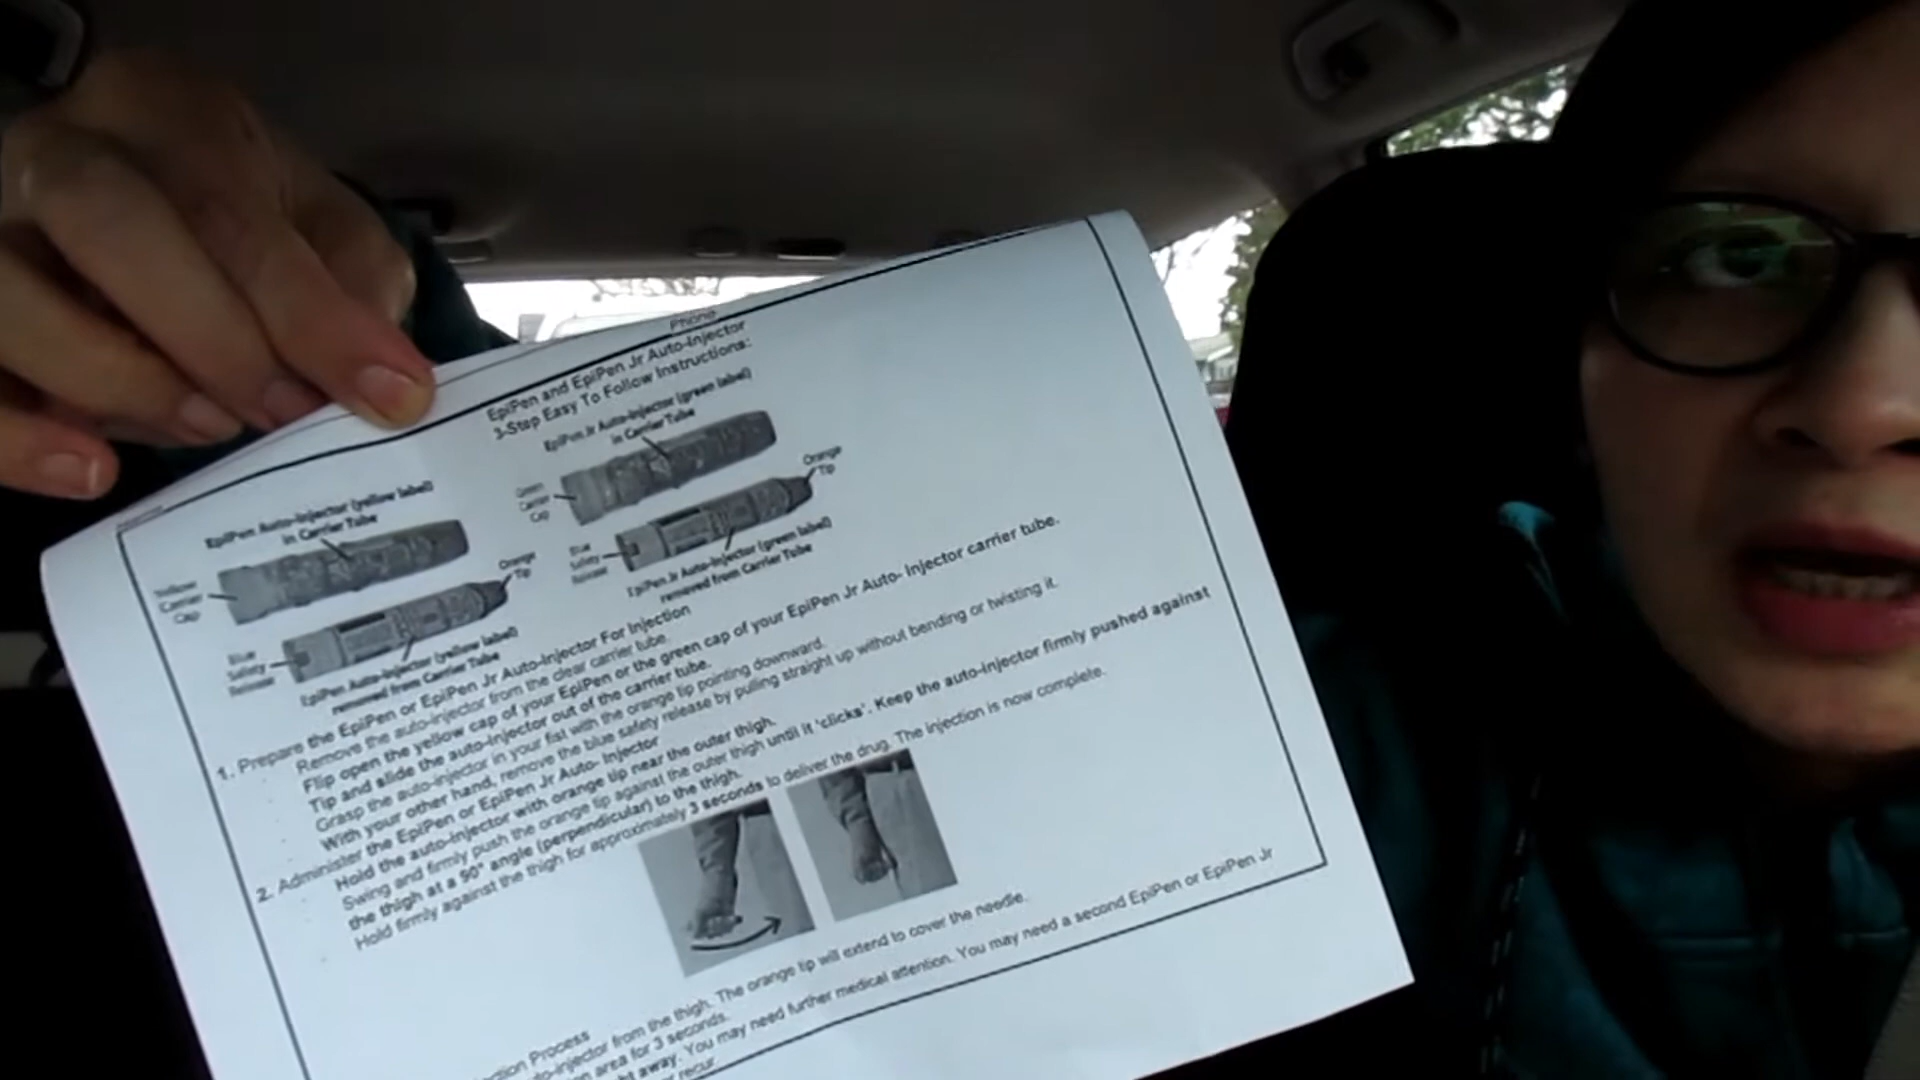 Phone
EpiPen and EpiPen Jr Auto-Injector
3-Step Easy To Follow Instructions:
EpiPen Auto-Injector (yellow label)
in Carrier Tube
Yellow
Carrier
Cap
Orange
Tip
Blue
Safety
Release
EpiPen Auto-Injector (yellow label)
removed from Carrier Tube
EpiPen Jr Auto-Injector (green label)
in Carrier Tube
Green
Carrier
Cap
Orange
Tip
Blue
Safety
Release
EpiPen Jr Auto-Injector (green label)
removed from Carrier Tube
1. Prepare the EpiPen or EpiPen Jr Auto-Injector For Injection
Remove the auto-injector from the clear carrier tube.
Flip open the yellow cap of your EpiPen or the green cap of your EpiPen Jr Auto- Injector carrier tube.
Tip and slide the auto-injector out of the carrier tube.
Grasp the auto-injector in your fist with the orange tip pointing downward.
With your other hand, remove the blue safety release by pulling straight up without bending or twisting it.
2. Administer the EpiPen or EpiPen Jr Auto- Injector
Hold the auto-injector with orange tip near the outer thigh.
Swing and firmly push the orange tip against the outer thigh until it 'clicks'. Keep the auto-injector firmly pushed against
the thigh at a 90° angle (perpendicular) to the thigh.
Hold firmly against the thigh for approximately 3 seconds to deliver the drug. The injection is now complete.
Process
auto-injector from the thigh. The orange tip will extend to cover the needle.
area for 3 seconds.
away. You may need further medical attention. You may need a second EpiPen or EpiPen Jr
recur.